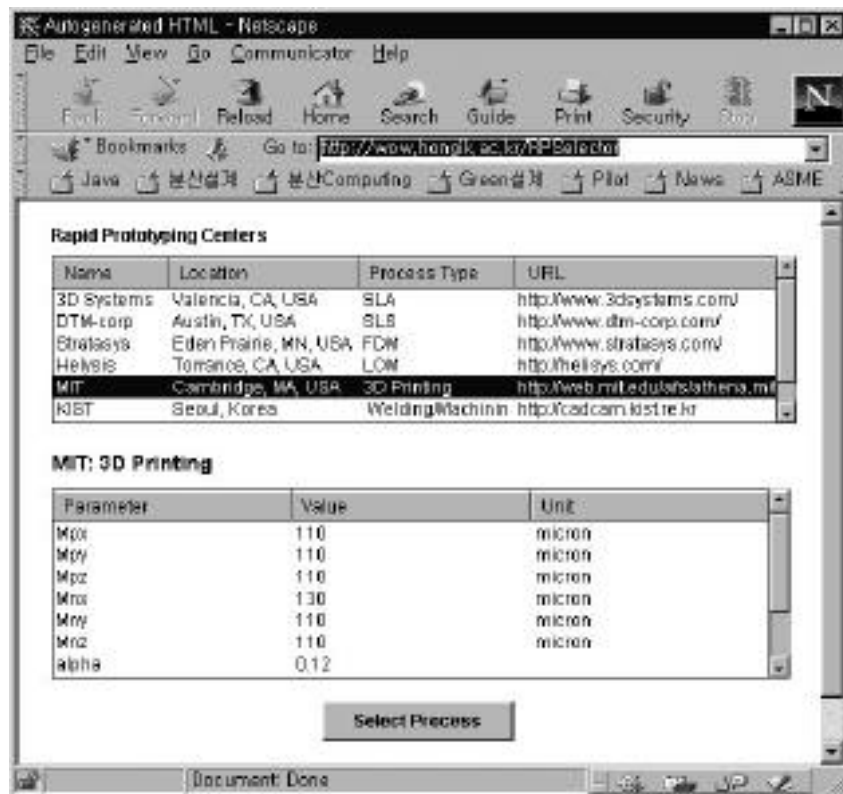 Autogenerated HTML - Netscape
File Edit View Go Communicator Help
Back Forward Reload Home Search Guide Print Security Stop N
Bookmarks Go to: http://wow.hongik.ac.kr/RPSelector
Java 분산설계 분산Computing Green설계 Pilot News ASME
Rapid Prototyping Centers
Name Location Process Type URL
3D Systems Valencia, CA, USA SLA http://www.3dsystems.com/
DTM-corp Austin, TX, USA SLS http://www.dtm-corp.com/
Stratasys Eden Prairie, MN, USA FDM http://www.stratasys.com/
Helysis Torrance, CA, USA LOM http://helisys.com/
MIT Cambridge, MA, USA 3D Printing http://web.mit.edu/afs/athena.mit
KIST Seoul, Korea Welding/Machinin http://cadcam.kist.re.kr
MIT: 3D Printing
Parameter Value Unit
Mpx 110 micron
Mpy 110 micron
Mpz 110 micron
Mnx 130 micron
Mny 110 micron
Mnz 110 micron
alpha 0.12
Select Process
Document: Done